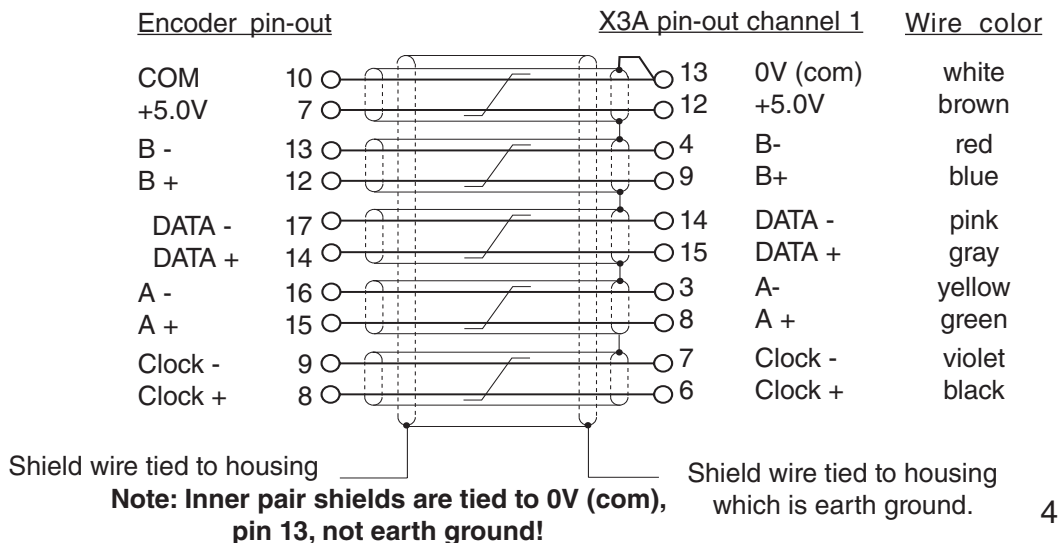 Encoder pin-out X3A pin-out channel 1 Wire color
COM 10 13 0V (com) white
+5.0V 7 12 +5.0V brown
B - 13 4 B- red
B + 12 9 B+ blue
DATA - 17 14 DATA - pink
DATA + 14 15 DATA + gray
A - 16 3 A- yellow
A + 15 8 A + green
Clock - 9 7 Clock - violet
Clock + 8 6 Clock + black
Shield wire tied to housing
Shield wire tied to housing
which is earth ground.
Note: Inner pair shields are tied to 0V (com),
pin 13, not earth ground!
4